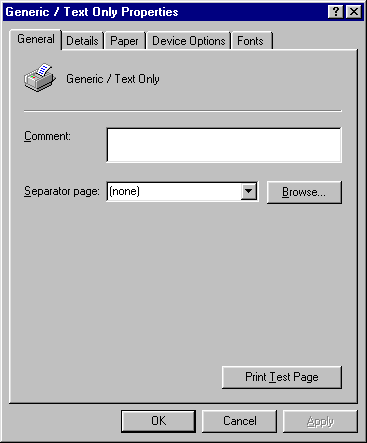 Generic / Text Only Properties
General Details Paper Device Options Fonts
Generic / Text Only
Comment:
Separator page: (none) Browse...
Print Test Page
OK Cancel Apply